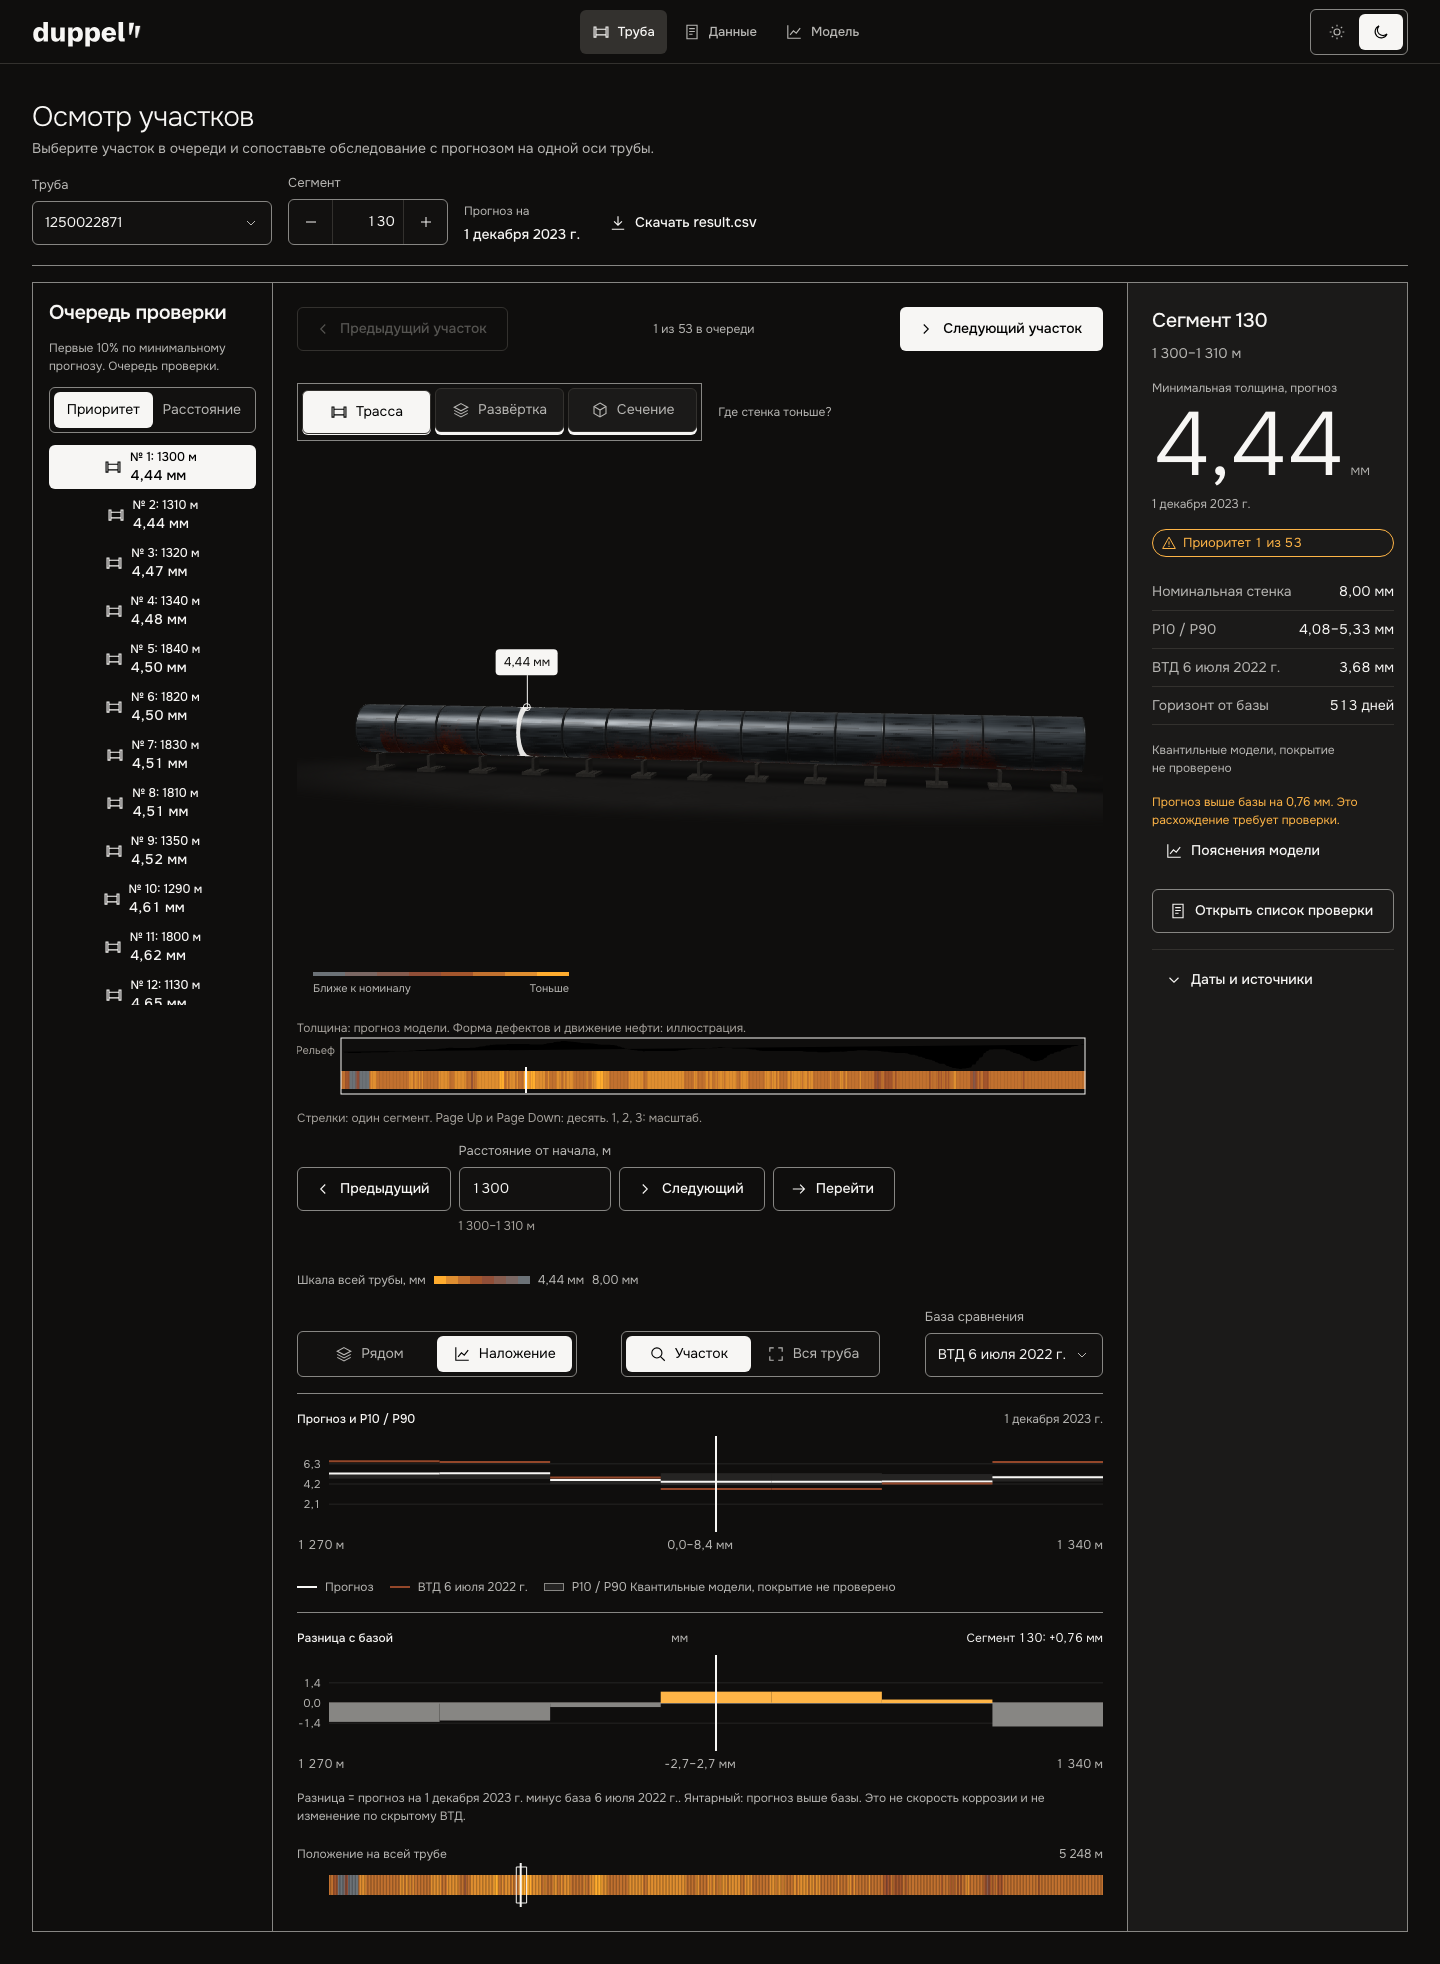 duppel
Труба
Данные
Модель
Осмотр участков
Выберите участок в очереди и сопоставьте обследование с прогнозом на одной оси трубы.
Труба
Сегмент
1250022871
130
Прогноз на
1 декабря 2023 г.
Скачать result.csv
Очередь проверки
Первые 10% по минимальному
прогнозу. Очередь проверки.
Приоритет
Расстояние
№ 1: 1300 м
4,44 мм
№ 2: 1310 м
4,44 мм
№ 3: 1320 м
4,47 мм
№ 4: 1340 м
4,48 мм
№ 5: 1840 м
4,50 мм
№ 6: 1820 м
4,50 мм
№ 7: 1830 м
4,51 мм
№ 8: 1810 м
4,51 мм
№ 9: 1350 м
4,52 мм
№ 10: 1290 м
4,61 мм
№ 11: 1800 м
4,62 мм
№ 12: 1130 м
4,65 мм
Предыдущий участок
1 из 53 в очереди
Следующий участок
Трасса
Развёртка
Сечение
Где стенка тоньше?
4,44 мм
Ближе к номиналу
Тоньше
Толщина: прогноз модели. Форма дефектов и движение нефти: иллюстрация.
Рельеф
Стрелки: один сегмент. Page Up и Page Down: десять. 1, 2, 3: масштаб.
Расстояние от начала, м
Предыдущий
1300
Следующий
Перейти
1 300–1 310 м
Шкала всей трубы, мм
4,44 мм
8,00 мм
База сравнения
Рядом
Наложение
Участок
Вся труба
ВТД 6 июля 2022 г.
Прогноз и P10 / P90
1 декабря 2023 г.
6,3
4,2
2,1
1 270 м
0,0–8,4 мм
1 340 м
Прогноз
ВТД 6 июля 2022 г.
P10 / P90 Квантильные модели, покрытие не проверено
Разница с базой
мм
Сегмент 130: +0,76 мм
1,4
0,0
-1,4
1 270 м
-2,7–2,7 мм
1 340 м
Разница = прогноз на 1 декабря 2023 г. минус база 6 июля 2022 г.. Янтарный: прогноз выше базы. Это не скорость коррозии и не
изменение по скрытому ВТД.
Положение на всей трубе
5 248 м
Сегмент 130
1 300–1 310 м
Минимальная толщина, прогноз
4,44 мм
1 декабря 2023 г.
Приоритет 1 из 53
Номинальная стенка
8,00 мм
P10 / P90
4,08–5,33 мм
ВТД 6 июля 2022 г.
3,68 мм
Горизонт от базы
513 дней
Квантильные модели, покрытие
не проверено
Прогноз выше базы на 0,76 мм. Это
расхождение требует проверки.
Пояснения модели
Открыть список проверки
Даты и источники